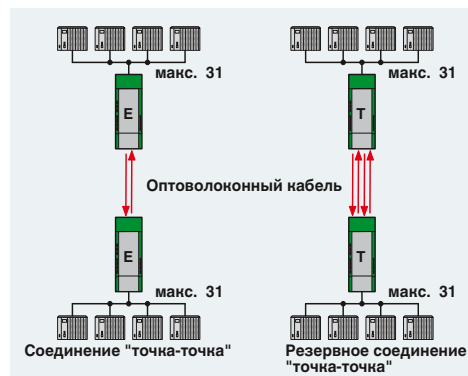 макс. 31
макс. 31
E
T
Оптоволоконный кабель
E
T
макс. 31
макс. 31
Соединение "точка-точка"
Резервное соединение
"точка-точка"